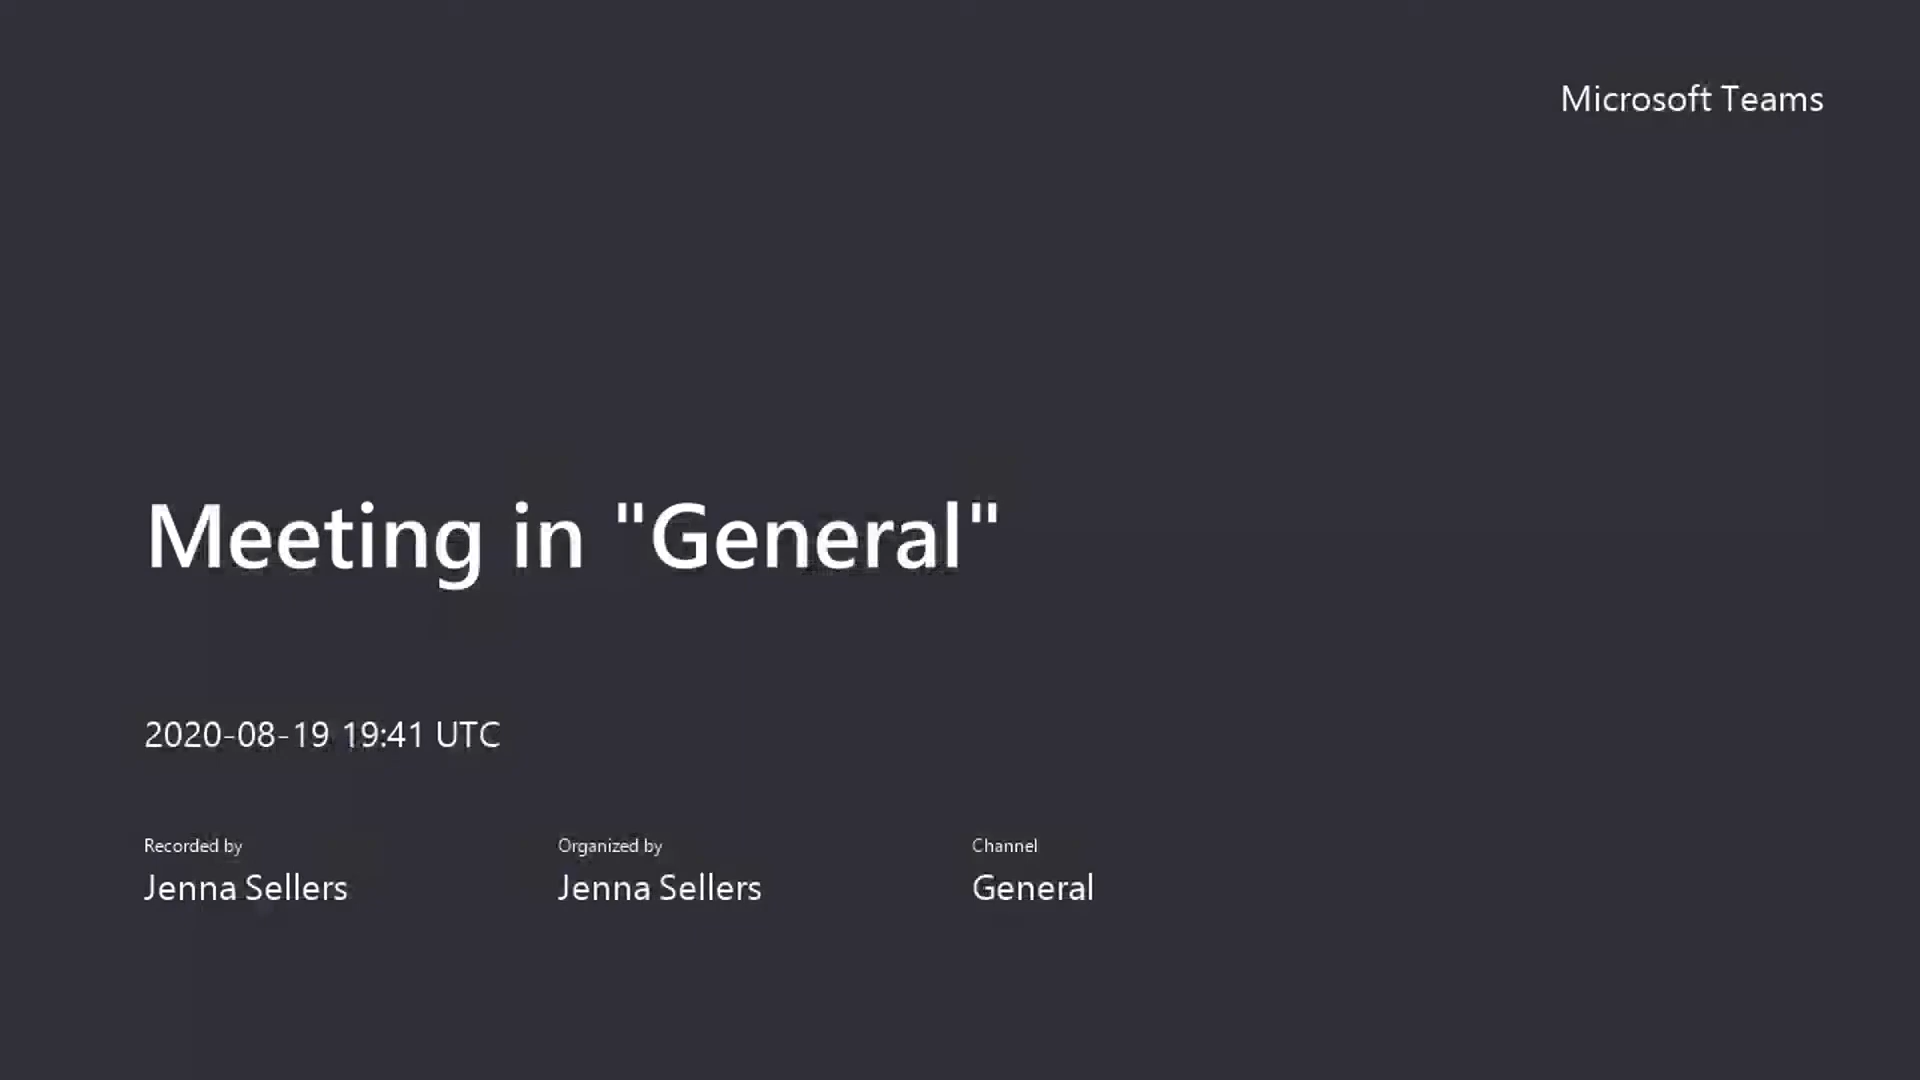 Microsoft Teams
Meeting in "General"
2020-08-19 19:41 UTC
Recorded by
Jenna Sellers
Organized by
Jenna Sellers
Channel
General